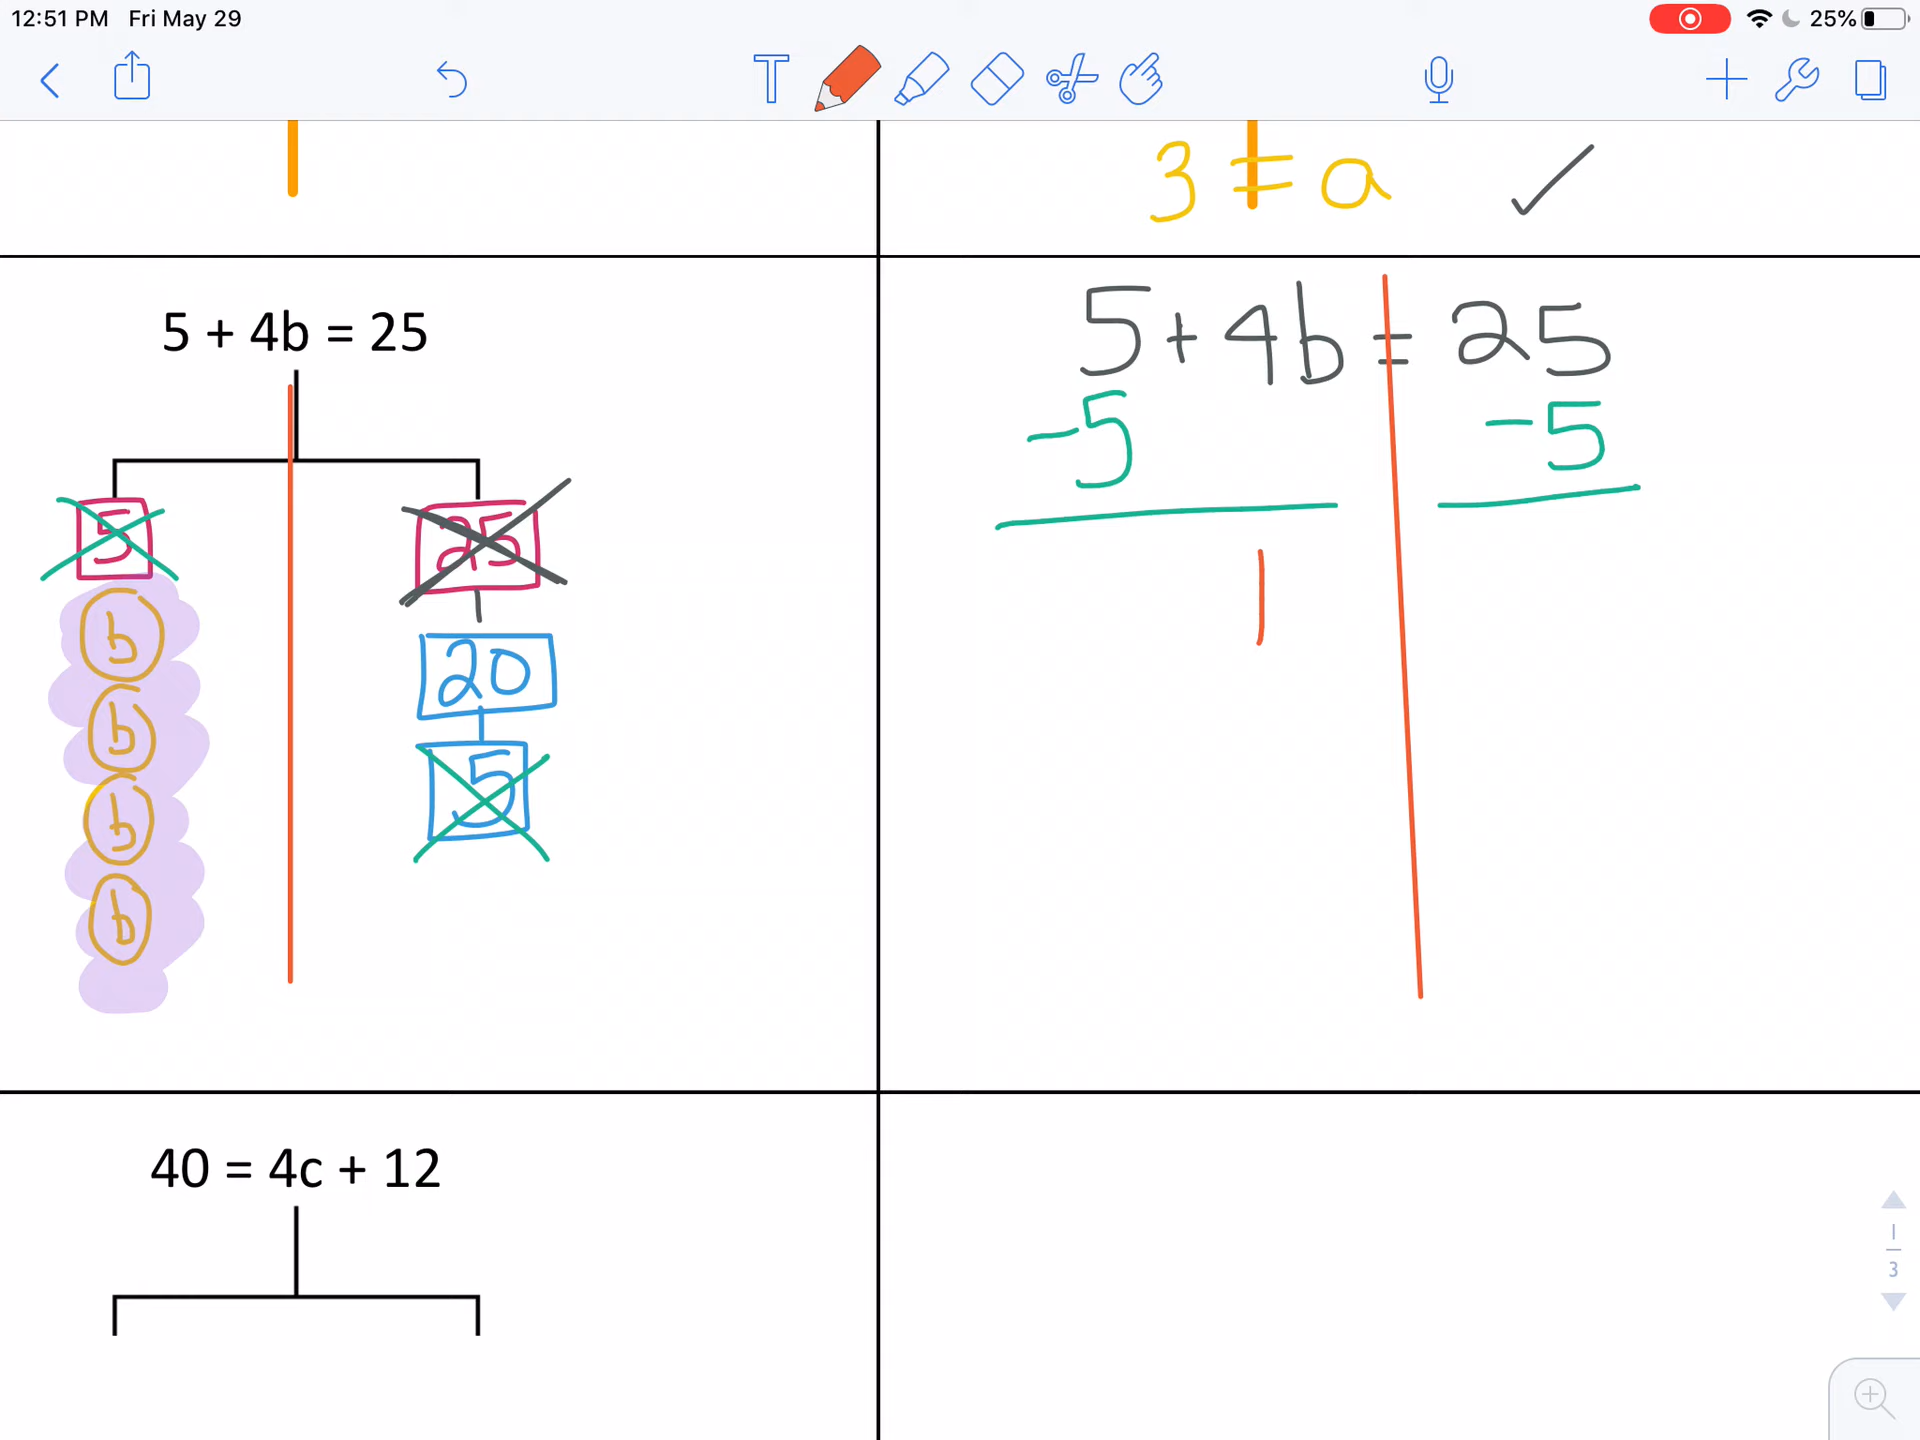 12:51 PM Fri May 29
25%
T
3 = a ✓
5 + 4b = 25
5
25
b
20
b
5
b
b
5 + 4b = 25
-5 -5
40 = 4c + 12
1
3